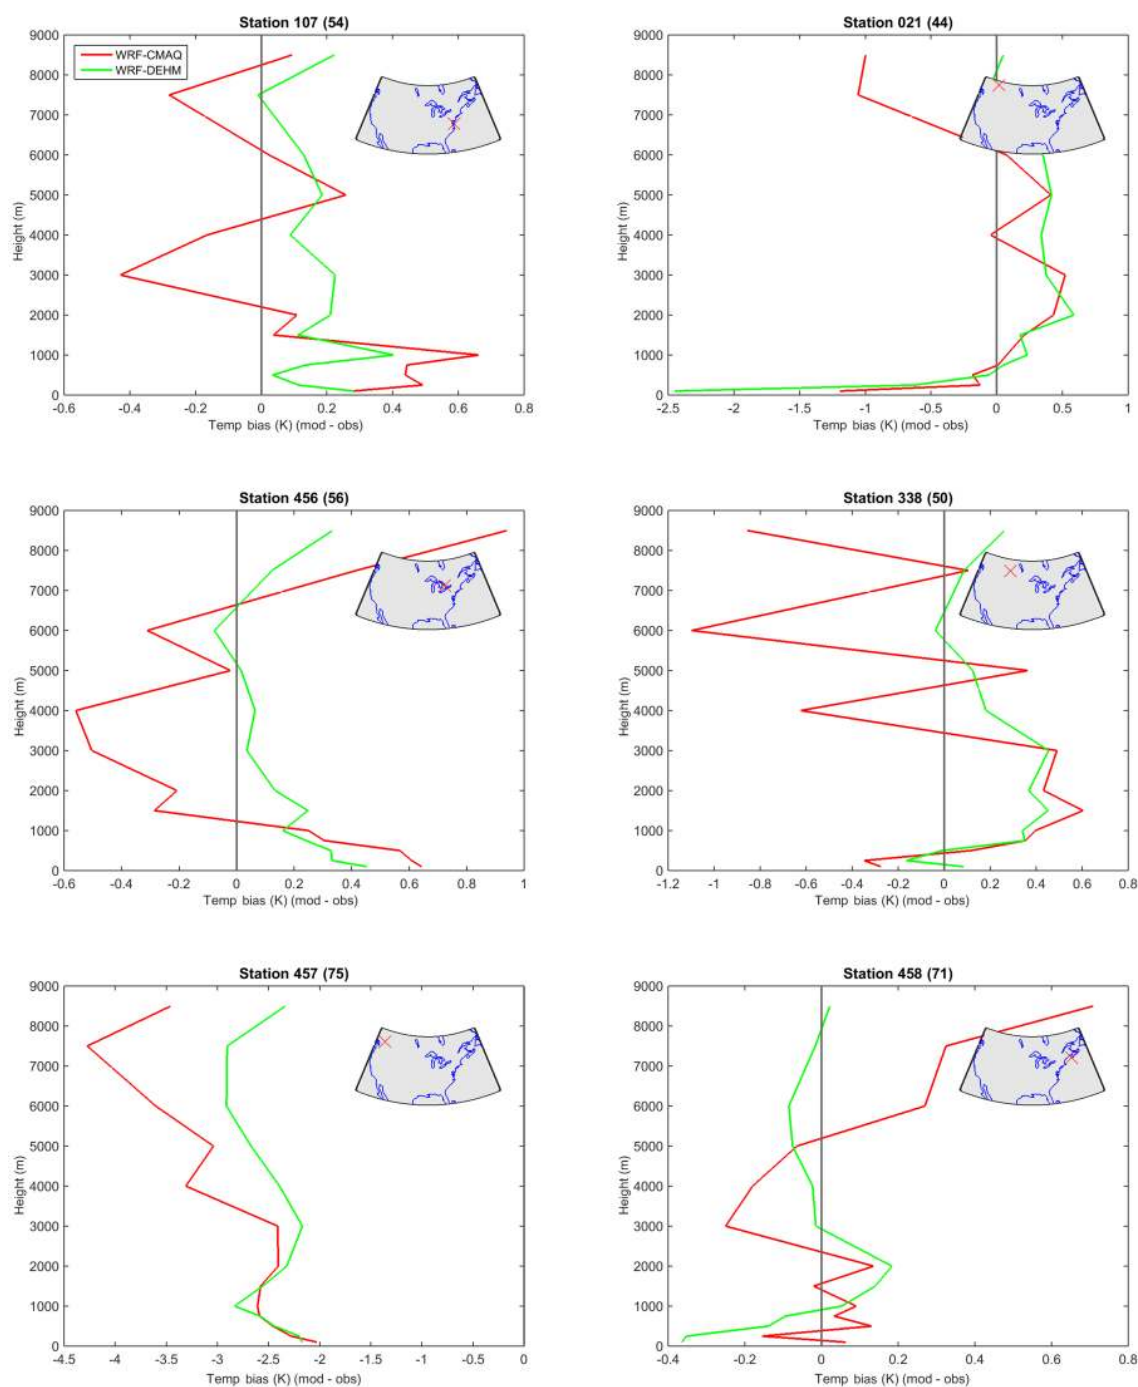 Station 107 (54)
9000
8000
7000
6000
5000
4000
3000
2000
1000
0
Height (m)
WRF-CMAQ
WRF-DEHM
-0.6 -0.4 -0.2 0 0.2 0.4 0.6 0.8
Temp bias (K) (mod - obs)
Station 021 (44)
9000
8000
7000
6000
5000
4000
3000
2000
1000
0
Height (m)
-2.5 -2 -1.5 -1 -0.5 0 0.5 1
Temp bias (K) (mod - obs)
Station 456 (56)
9000
8000
7000
6000
5000
4000
3000
2000
1000
0
Height (m)
-0.6 -0.4 -0.2 0 0.2 0.4 0.6 0.8 1
Temp bias (K) (mod - obs)
Station 338 (50)
9000
8000
7000
6000
5000
4000
3000
2000
1000
0
Height (m)
-1.2 -1 -0.8 -0.6 -0.4 -0.2 0 0.2 0.4 0.6 0.8
Temp bias (K) (mod - obs)
Station 457 (75)
9000
8000
7000
6000
5000
4000
3000
2000
1000
0
Height (m)
-4.5 -4 -3.5 -3 -2.5 -2 -1.5 -1 -0.5 0
Temp bias (K) (mod - obs)
Station 458 (71)
9000
8000
7000
6000
5000
4000
3000
2000
1000
0
Height (m)
-0.4 -0.2 0 0.2 0.4 0.6 0.8
Temp bias (K) (mod - obs)